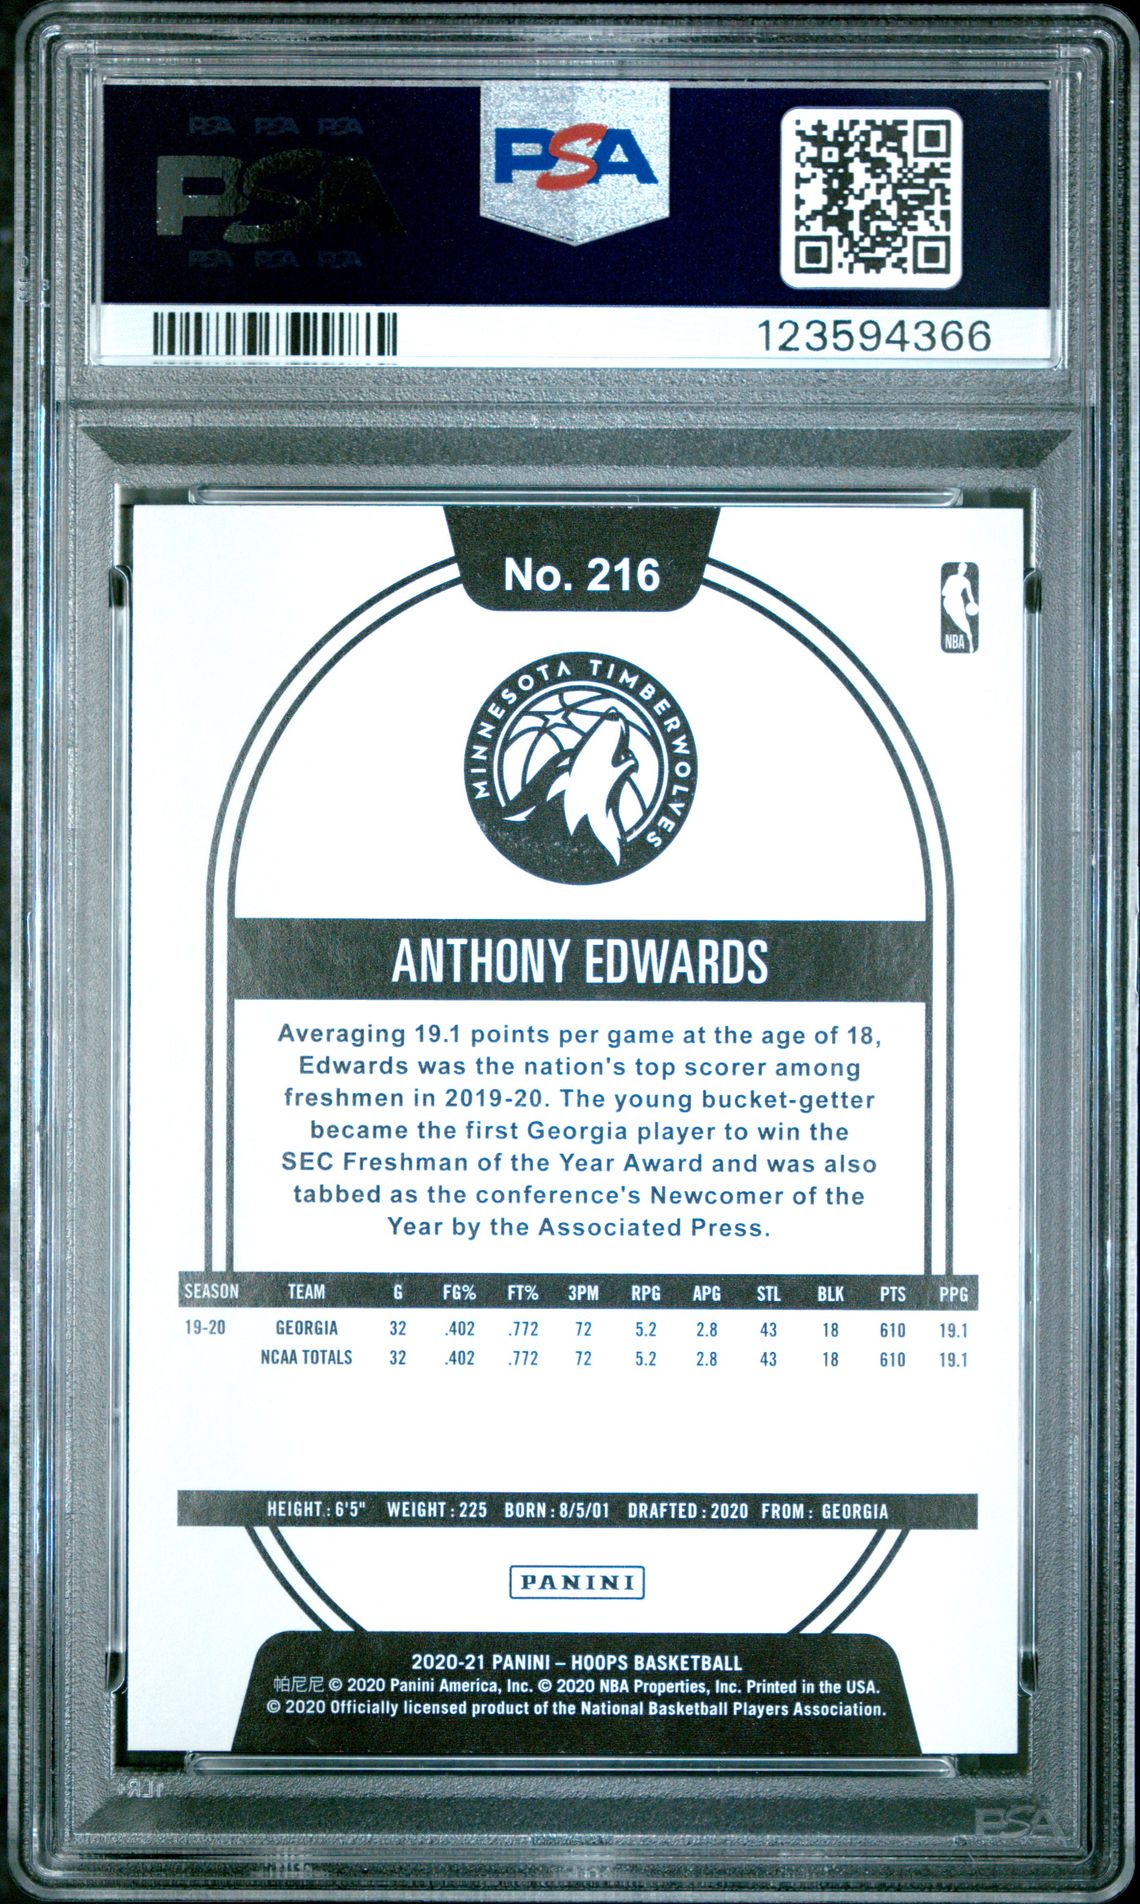 PSA PSA PSA
PSA
PSA PSA PSA
PSA
123594366
No. 216
NBA
MINNESOTA TIMBERWOLVES
ANTHONY EDWARDS
Averaging 19.1 points per game at the age of 18,
Edwards was the nation's top scorer among
freshmen in 2019-20. The young bucket-getter
became the first Georgia player to win the
SEC Freshman of the Year Award and was also
tabbed as the conference's Newcomer of the
Year by the Associated Press.
SEASON TEAM G FG% FT% 3PM RPG APG STL BLK PTS PPG
19-20 GEORGIA 32 .402 .772 72 5.2 2.8 43 18 610 19.1
NCAA TOTALS 32 .402 .772 72 5.2 2.8 43 18 610 19.1
HEIGHT : 6'5" WEIGHT : 225 BORN : 8/5/01 DRAFTED : 2020 FROM : GEORGIA
PANINI
2020-21 PANINI – HOOPS BASKETBALL
帕尼尼 © 2020 Panini America, Inc. © 2020 NBA Properties, Inc. Printed in the USA.
© 2020 Officially licensed product of the National Basketball Players Association.
PSA